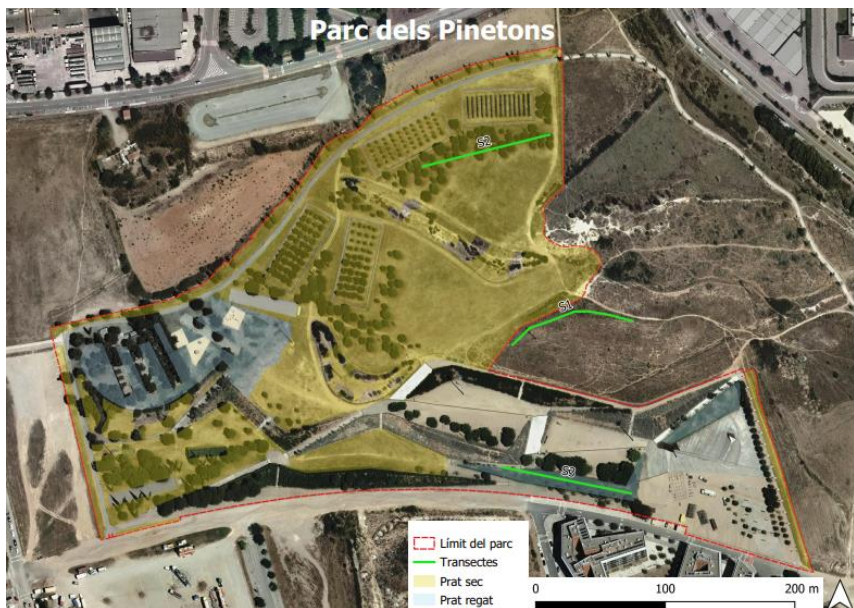 Parc dels Pinetons
S2
S1
S3
Límit del parc
Transectes
Prat sec
Prat regat
0 100 200 m